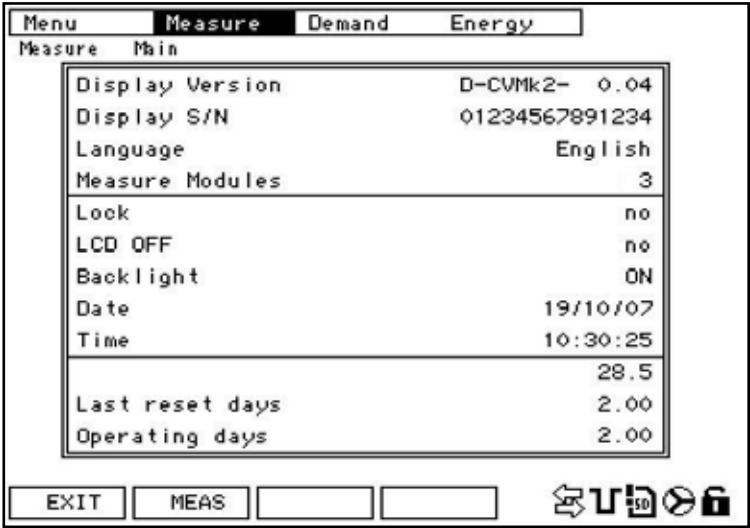 Menu Measure Demand Energy
Measure Main
Display Version D-CVMk2- 0.04
Display S/N 01234567891234
Language English
Measure Modules 3
Lock no
LCD OFF no
Backlight ON
Date 19/10/07
Time 10:30:25
28.5
Last reset days 2.00
Operating days 2.00
EXIT MEAS SD